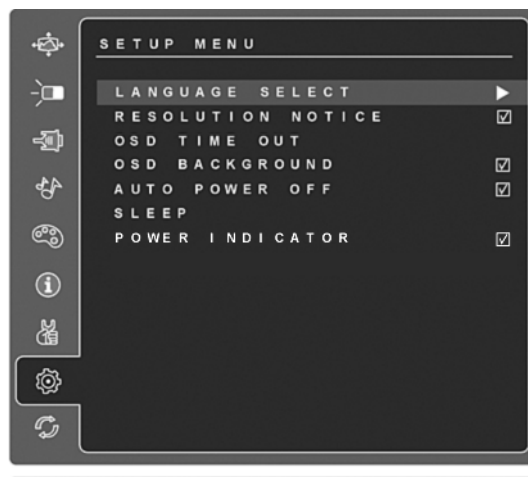 SETUP MENU
LANGUAGE SELECT
RESOLUTION NOTICE
OSD TIME OUT
OSD BACKGROUND
AUTO POWER OFF
SLEEP
POWER INDICATOR